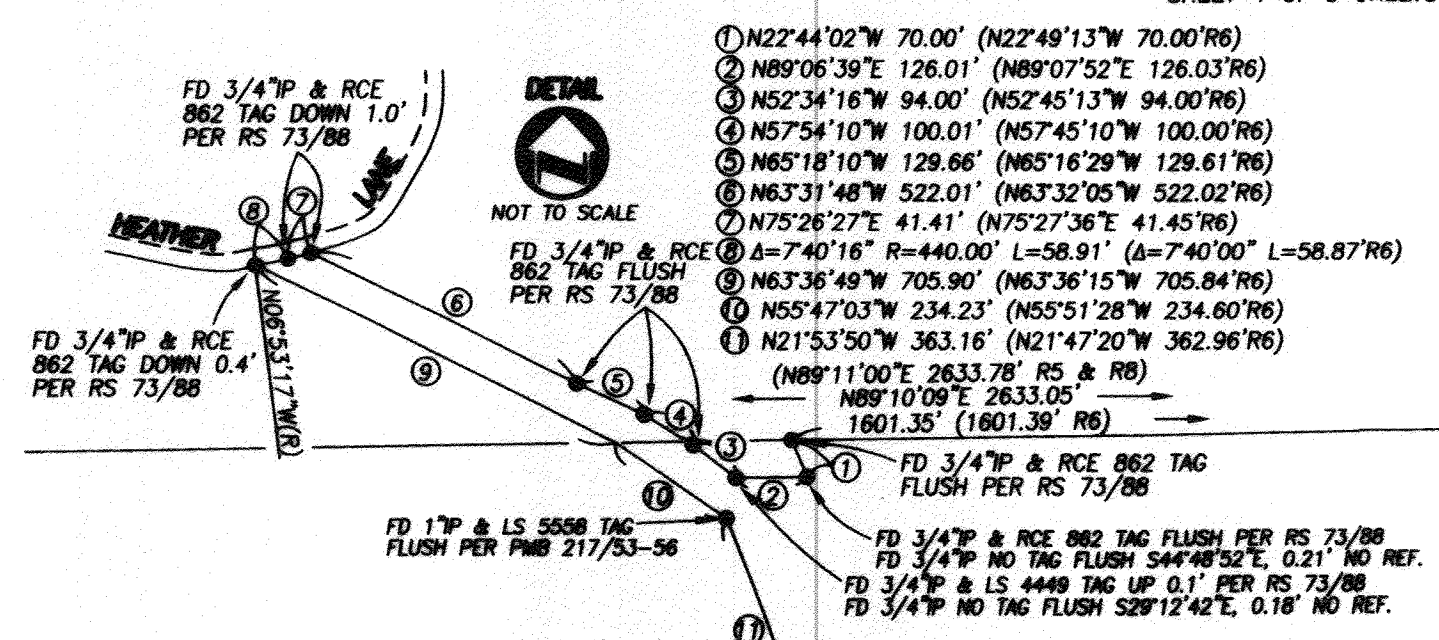 ① N22°44'02"W 70.00' (N22°49'13"W 70.00'R6)
② N89°06'39"E 126.01' (N89°07'52"E 126.03'R6)
③ N52°34'16"W 94.00' (N52°45'13"W 94.00'R6)
④ N57°54'10"W 100.01' (N57°45'10"W 100.00'R6)
⑤ N65°18'10"W 129.66' (N65°16'29"W 129.61'R6)
⑥ N63°31'48"W 522.01' (N63°32'05"W 522.02'R6)
⑦ N75°26'27"E 41.41' (N75°27'36"E 41.45'R6)
⑧ Δ=7°40'16" R=440.00' L=58.91' (Δ=7°40'00" L=58.87'R6)
⑨ N63°36'49"W 705.90' (N63°36'15"W 705.84'R6)
⑩ N55°47'03"W 234.23' (N55°51'28"W 234.60'R6)
⑪ N21°53'50"W 363.16' (N21°47'20"W 362.96'R6)
(N89°11'00"E 2633.78' R5 & R8)
N89°10'09"E 2633.05'
1601.35' (1601.39' R6)
FD 3/4"IP & RCE
862 TAG DOWN 1.0'
PER RS 73/88
DETAIL
N
NOT TO SCALE
HEATHER
LANE
⑧
⑦
FD 3/4"IP & RCE
862 TAG FLUSH
PER RS 73/88
FD 3/4"IP & RCE
862 TAG DOWN 0.4'
PER RS 73/88
N06°53'17"W(R)
⑥
⑨
⑤
④
③
①
②
⑩
⑪
FD 3/4"IP & RCE 862 TAG
FLUSH PER RS 73/88
FD 1"IP & LS 5558 TAG
FLUSH PER PMB 217/53-56
FD 3/4"IP & RCE 862 TAG FLUSH PER RS 73/88
FD 3/4"IP NO TAG FLUSH S44°48'52"E, 0.21' NO REF.
FD 3/4"IP & LS 4449 TAG UP 0.1' PER RS 73/88
FD 3/4"IP NO TAG FLUSH S29°12'42"E, 0.18' NO REF.